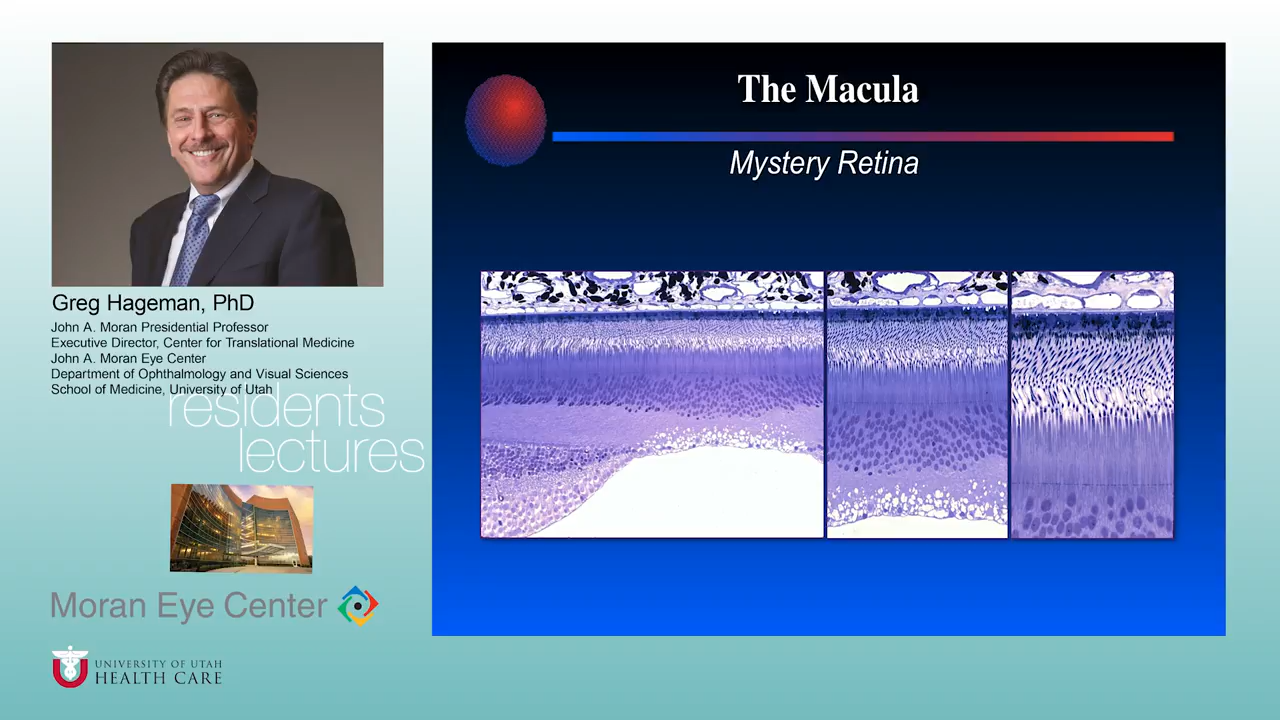 The Macula
Mystery Retina
Greg Hageman, PhD
John A. Moran Presidential Professor
Executive Director, Center for Translational Medicine
John A. Moran Eye Center
Department of Ophthalmology and Visual Sciences
School of Medicine, University of Utah
residents
lectures
Moran Eye Center
UNIVERSITY OF UTAH
HEALTH CARE